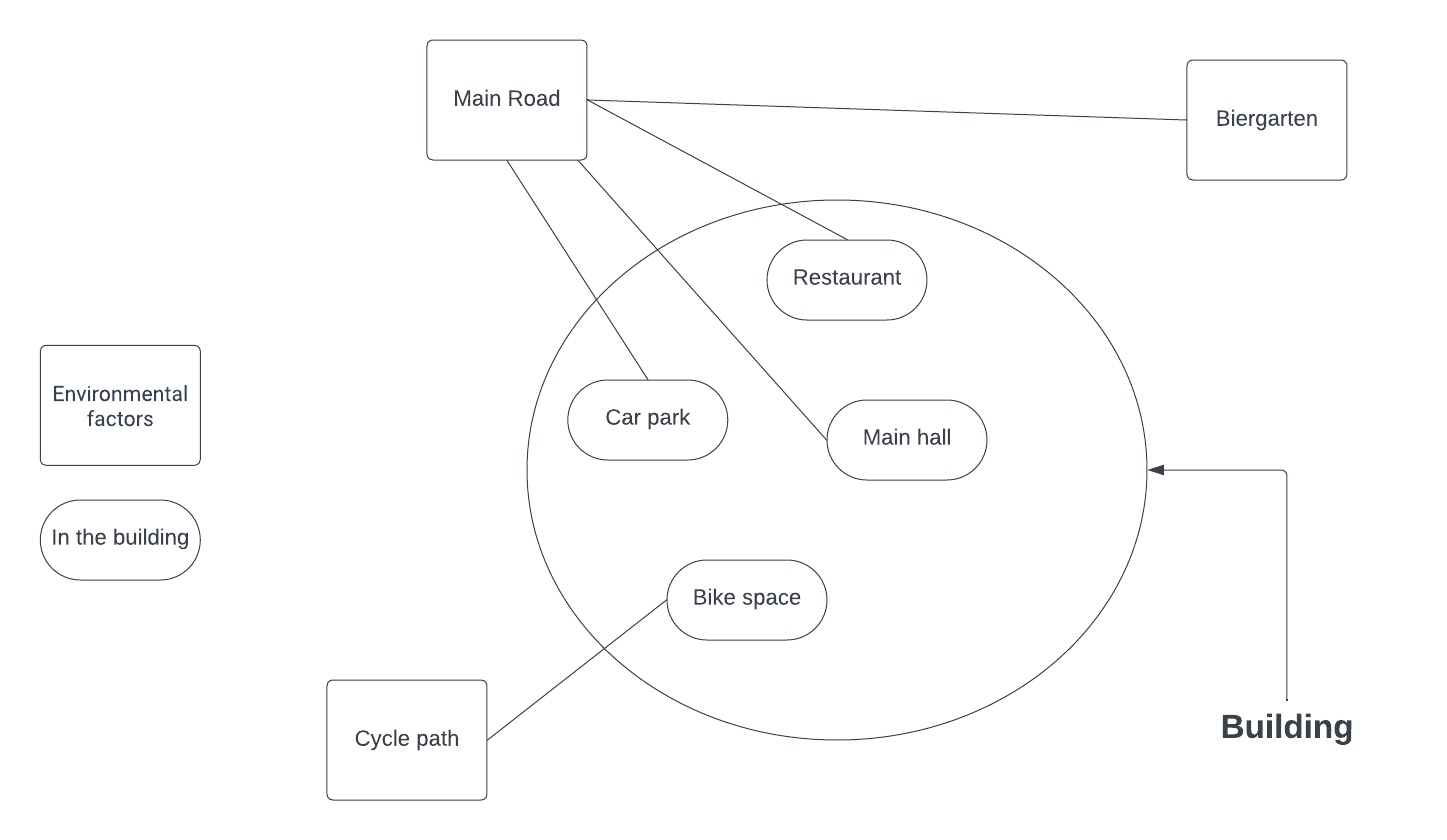 Main Road
Biergarten
Restaurant
Environmental
factors
Car park
Main hall
In the building
Bike space
Cycle path
Building